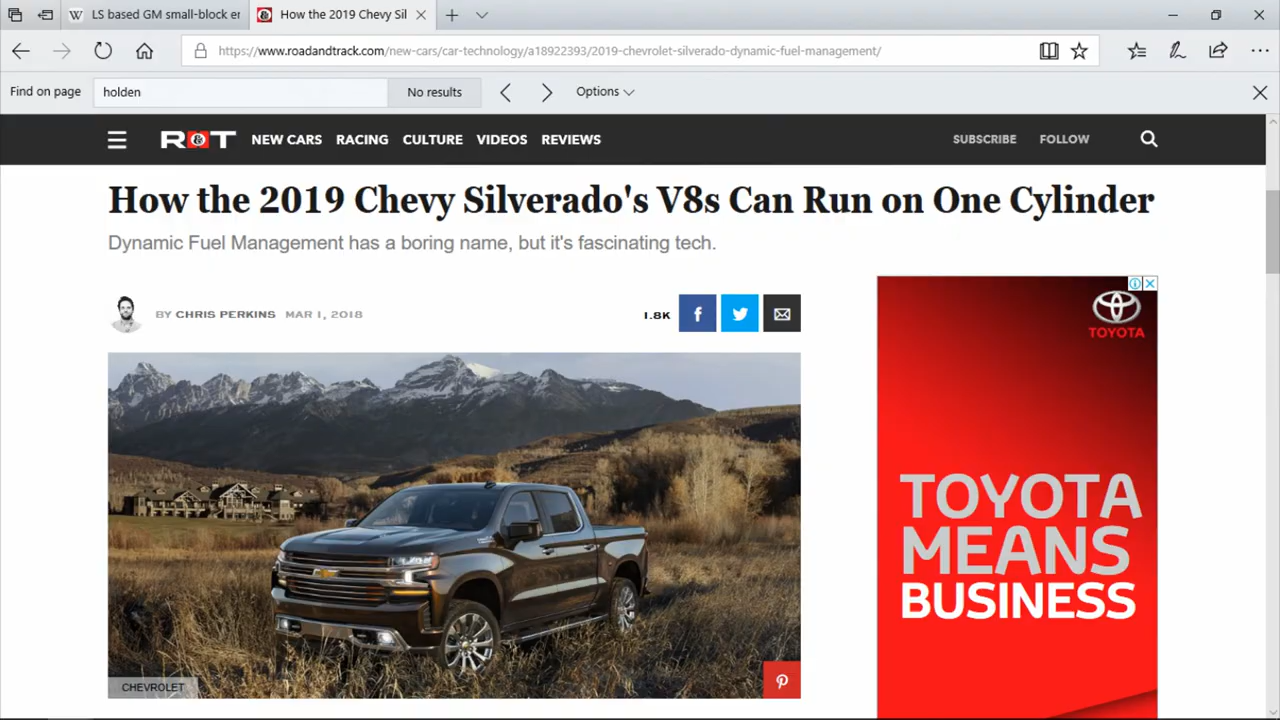 LS based GM small-block er
How the 2019 Chevy Sil
https://www.roadandtrack.com/new-cars/car-technology/a18922393/2019-chevrolet-silverado-dynamic-fuel-management/
Find on page
holden
No results
Options
R&T
NEW CARS
RACING
CULTURE
VIDEOS
REVIEWS
SUBSCRIBE
FOLLOW
How the 2019 Chevy Silverado's V8s Can Run on One Cylinder
Dynamic Fuel Management has a boring name, but it's fascinating tech.
BY CHRIS PERKINS MAR 1, 2018
1.8K
CHEVROLET
TOYOTA
TOYOTA
MEANS
BUSINESS